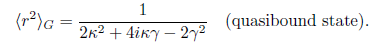 ⟨r²⟩_G = 1 / (2κ² + 4iκγ − 2γ²) (quasibound state).